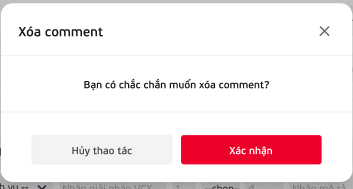 Xóa comment
Bạn có chắc chắn muốn xóa comment?
Hủy thao tác
Xác nhận